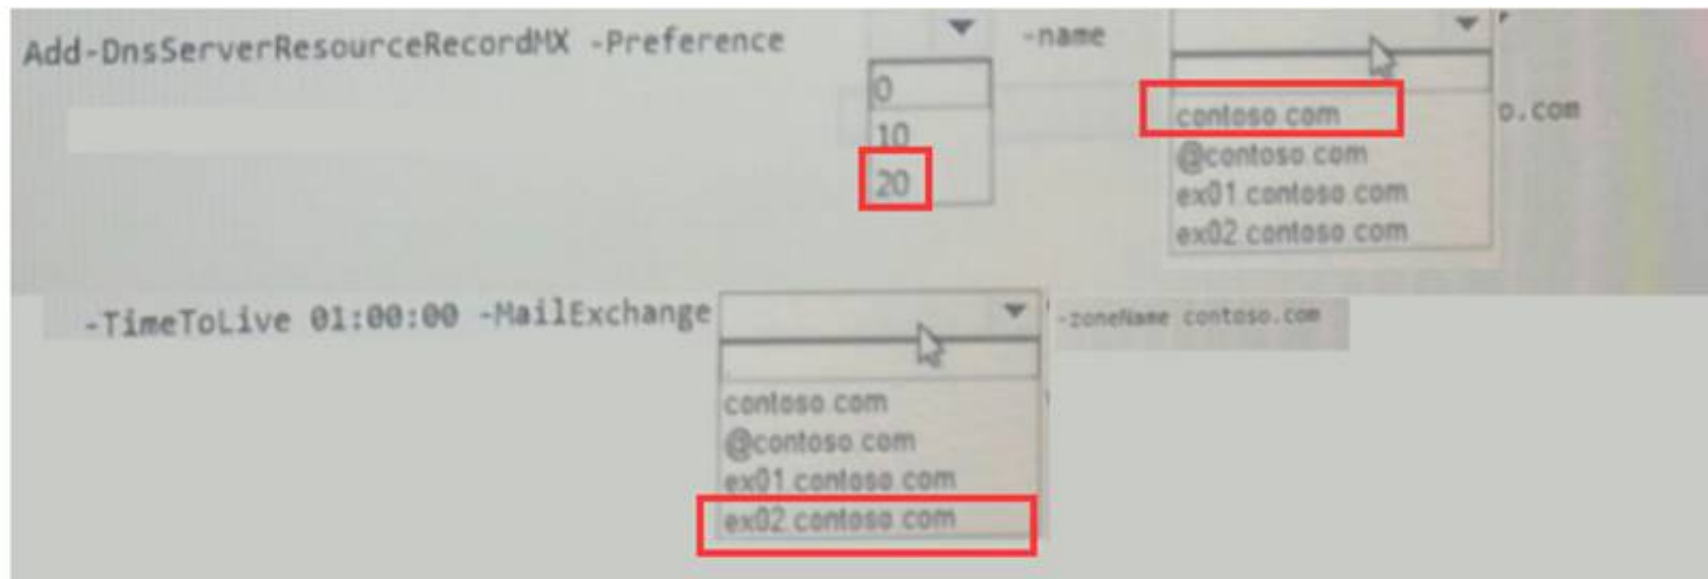 Add-DnsServerResourceRecordMX -Preference
-name
0
10
20
contoso.com
@contoso.com
ex01.contoso.com
ex02.contoso.com
o.com
-TimeToLive 01:00:00 -MailExchange
-zoneName contoso.com
contoso.com
@contoso.com
ex01.contoso.com
ex02.contoso.com